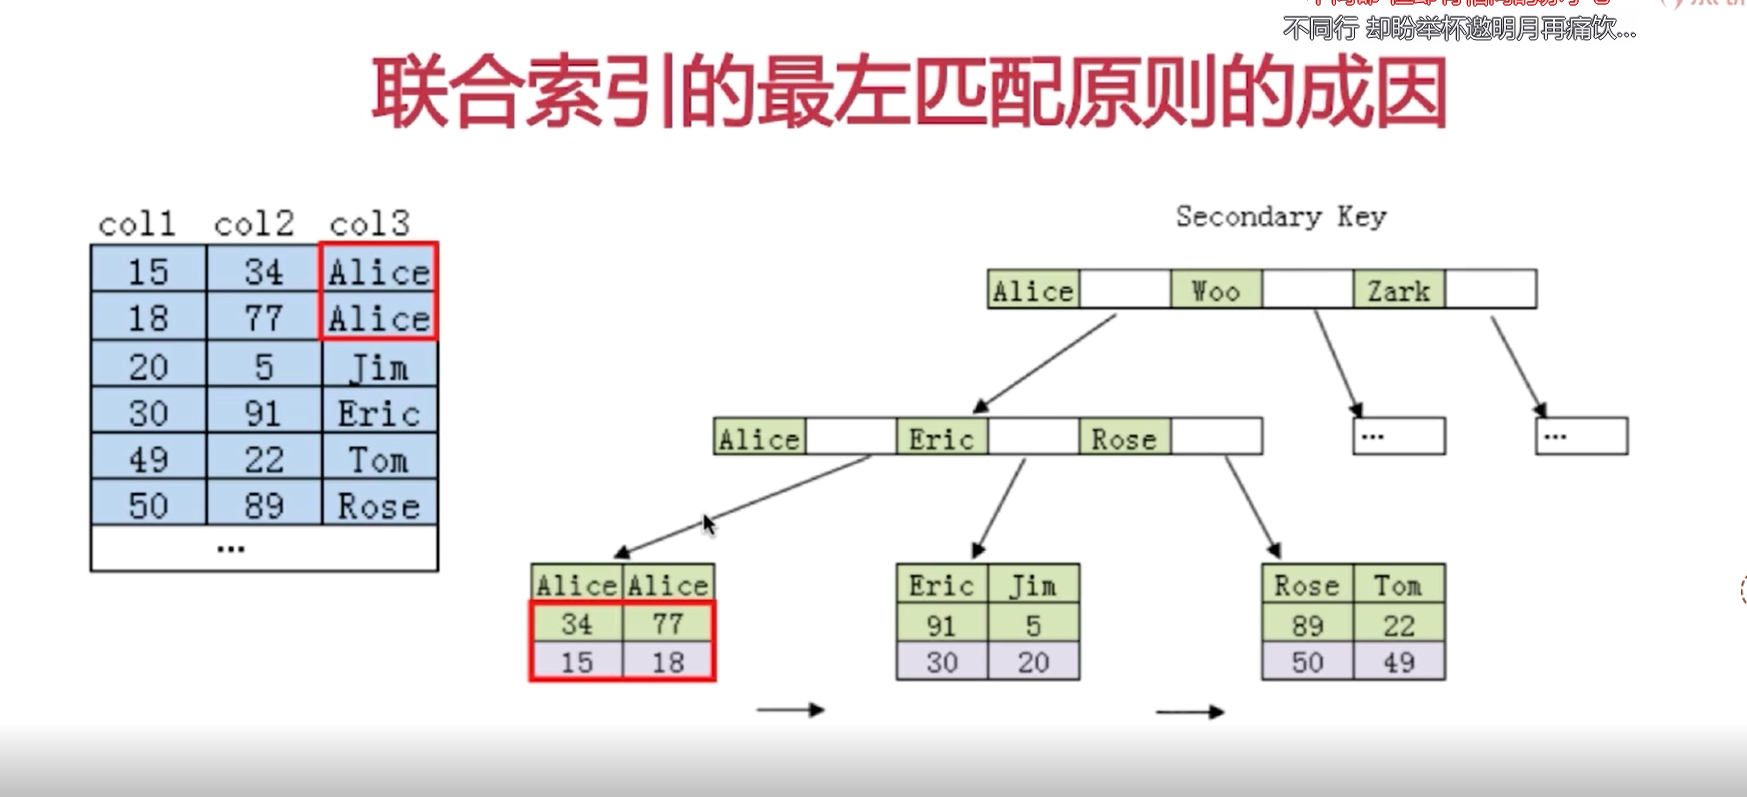 不同行 却盼举杯邀明月再痛饮...
联合索引的最左匹配原则的成因
col1 col2 col3
15 34 Alice
18 77 Alice
20 5 Jim
30 91 Eric
49 22 Tom
50 89 Rose
...
Secondary Key
Alice Woo Zark
Alice Eric Rose ... ...
Alice Alice Eric Jim Rose Tom
34 77 91 5 89 22
15 18 30 20 50 49